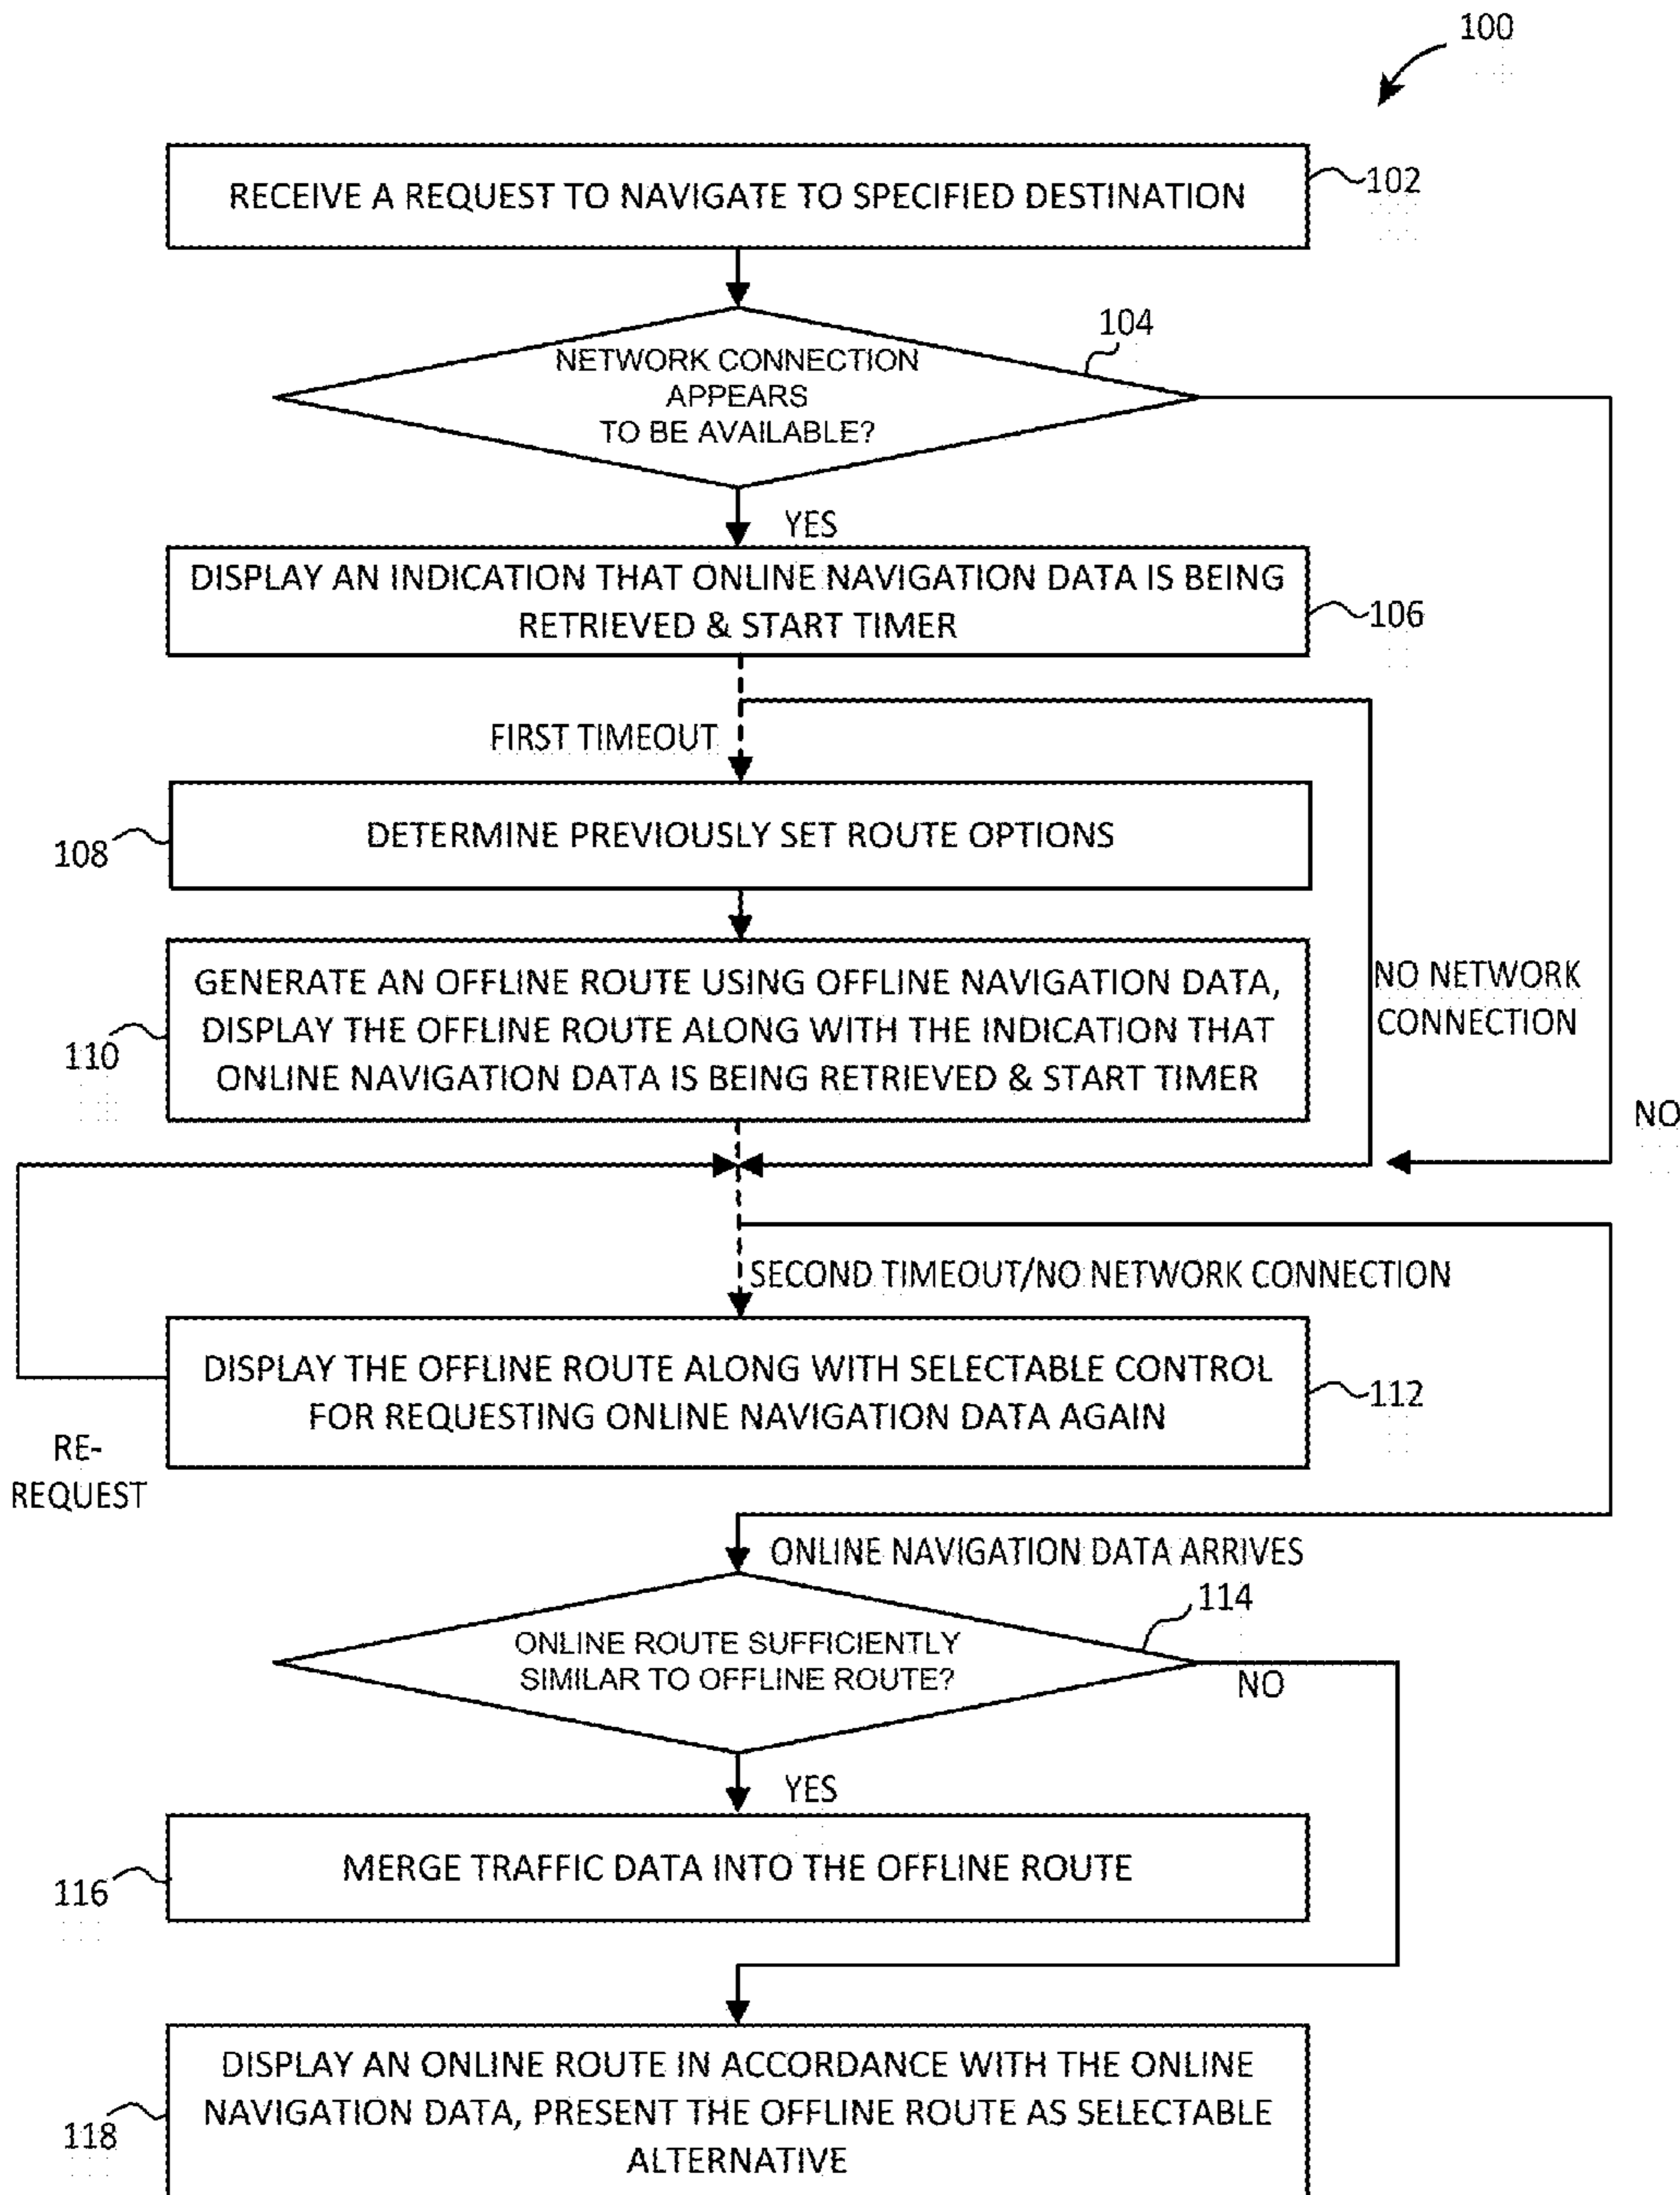 100
RECEIVE A REQUEST TO NAVIGATE TO SPECIFIED DESTINATION
102
104
NETWORK CONNECTION
APPEARS
TO BE AVAILABLE?
YES
DISPLAY AN INDICATION THAT ONLINE NAVIGATION DATA IS BEING
RETRIEVED & START TIMER
106
FIRST TIMEOUT
DETERMINE PREVIOUSLY SET ROUTE OPTIONS
108
GENERATE AN OFFLINE ROUTE USING OFFLINE NAVIGATION DATA,
DISPLAY THE OFFLINE ROUTE ALONG WITH THE INDICATION THAT
ONLINE NAVIGATION DATA IS BEING RETRIEVED & START TIMER
110
NO NETWORK
CONNECTION
NO
SECOND TIMEOUT/NO NETWORK CONNECTION
DISPLAY THE OFFLINE ROUTE ALONG WITH SELECTABLE CONTROL
FOR REQUESTING ONLINE NAVIGATION DATA AGAIN
112
RE-
REQUEST
ONLINE NAVIGATION DATA ARRIVES
114
ONLINE ROUTE SUFFICIENTLY
SIMILAR TO OFFLINE ROUTE?
NO
YES
MERGE TRAFFIC DATA INTO THE OFFLINE ROUTE
116
DISPLAY AN ONLINE ROUTE IN ACCORDANCE WITH THE ONLINE
NAVIGATION DATA, PRESENT THE OFFLINE ROUTE AS SELECTABLE
ALTERNATIVE
118